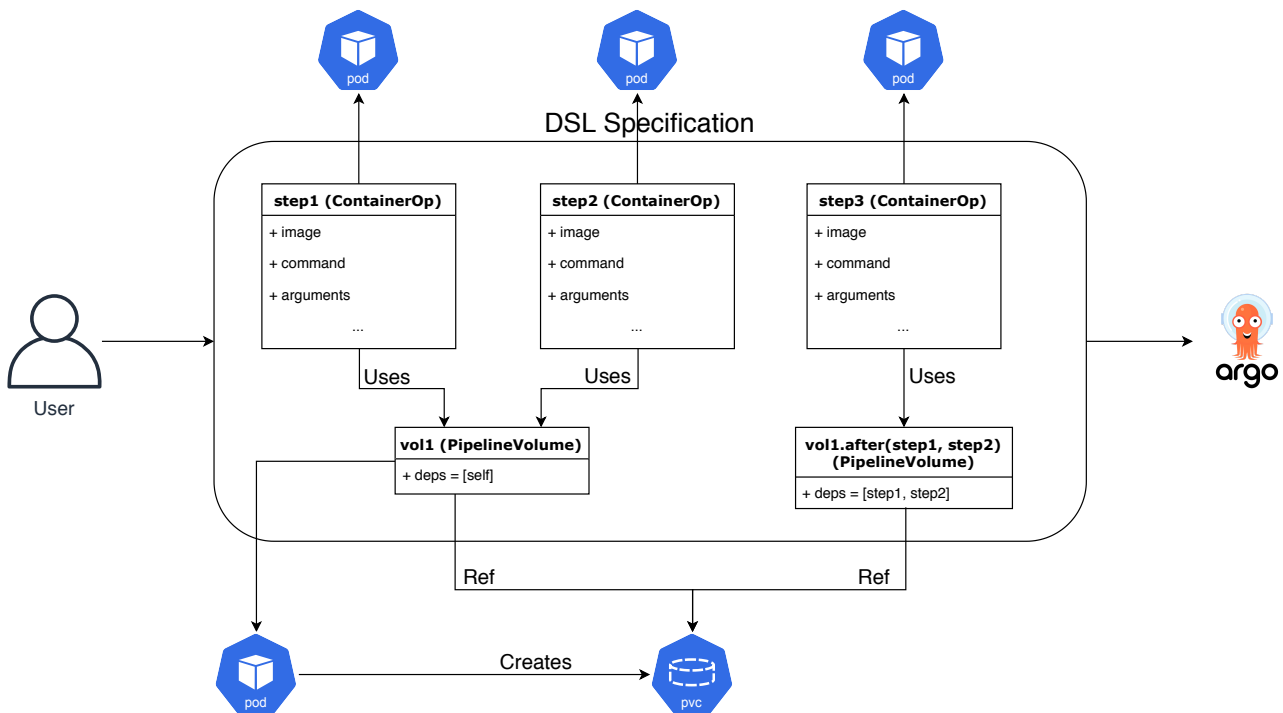 pod
pod
pod
DSL Specification
step1 (ContainerOp)
+ image
+ command
+ arguments
...
step2 (ContainerOp)
+ image
+ command
+ arguments
...
step3 (ContainerOp)
+ image
+ command
+ arguments
...
User
argo
Uses
Uses
Uses
vol1 (PipelineVolume)
+ deps = [self]
vol1.after(step1, step2)
(PipelineVolume)
+ deps = [step1, step2]
Ref
Ref
Creates
pod
pvc